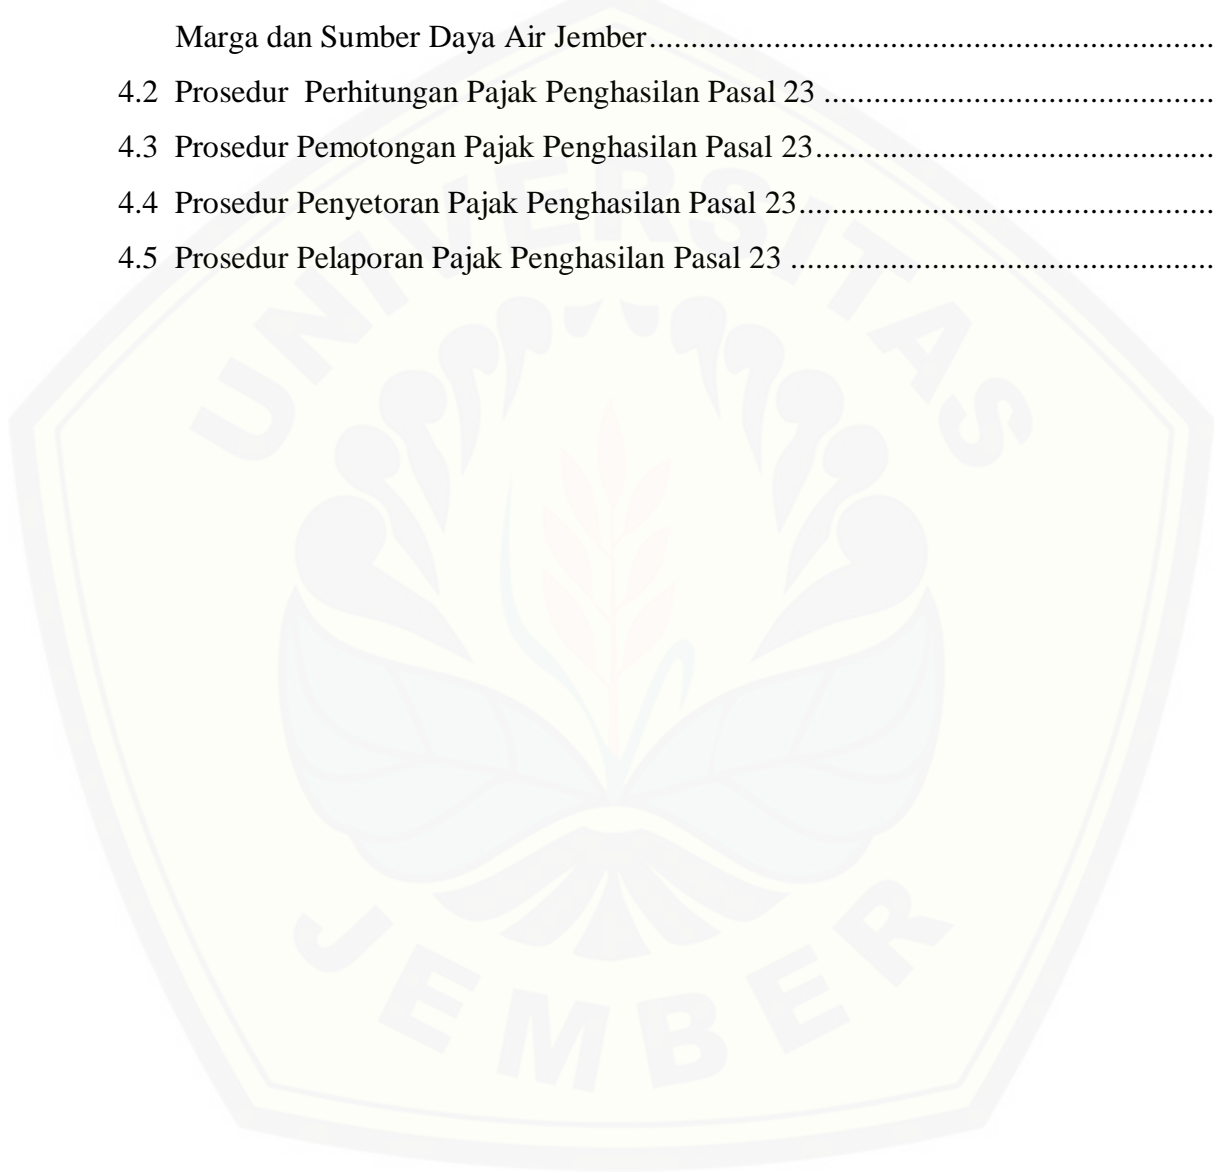 Marga dan Sumber Daya Air Jember....................................................................
4.2 Prosedur Perhitungan Pajak Penghasilan Pasal 23 ...............................................
4.3 Prosedur Pemotongan Pajak Penghasilan Pasal 23................................................
4.4 Prosedur Penyetoran Pajak Penghasilan Pasal 23..................................................
4.5 Prosedur Pelaporan Pajak Penghasilan Pasal 23 ...................................................
UNIVERSITAS
JEMBER